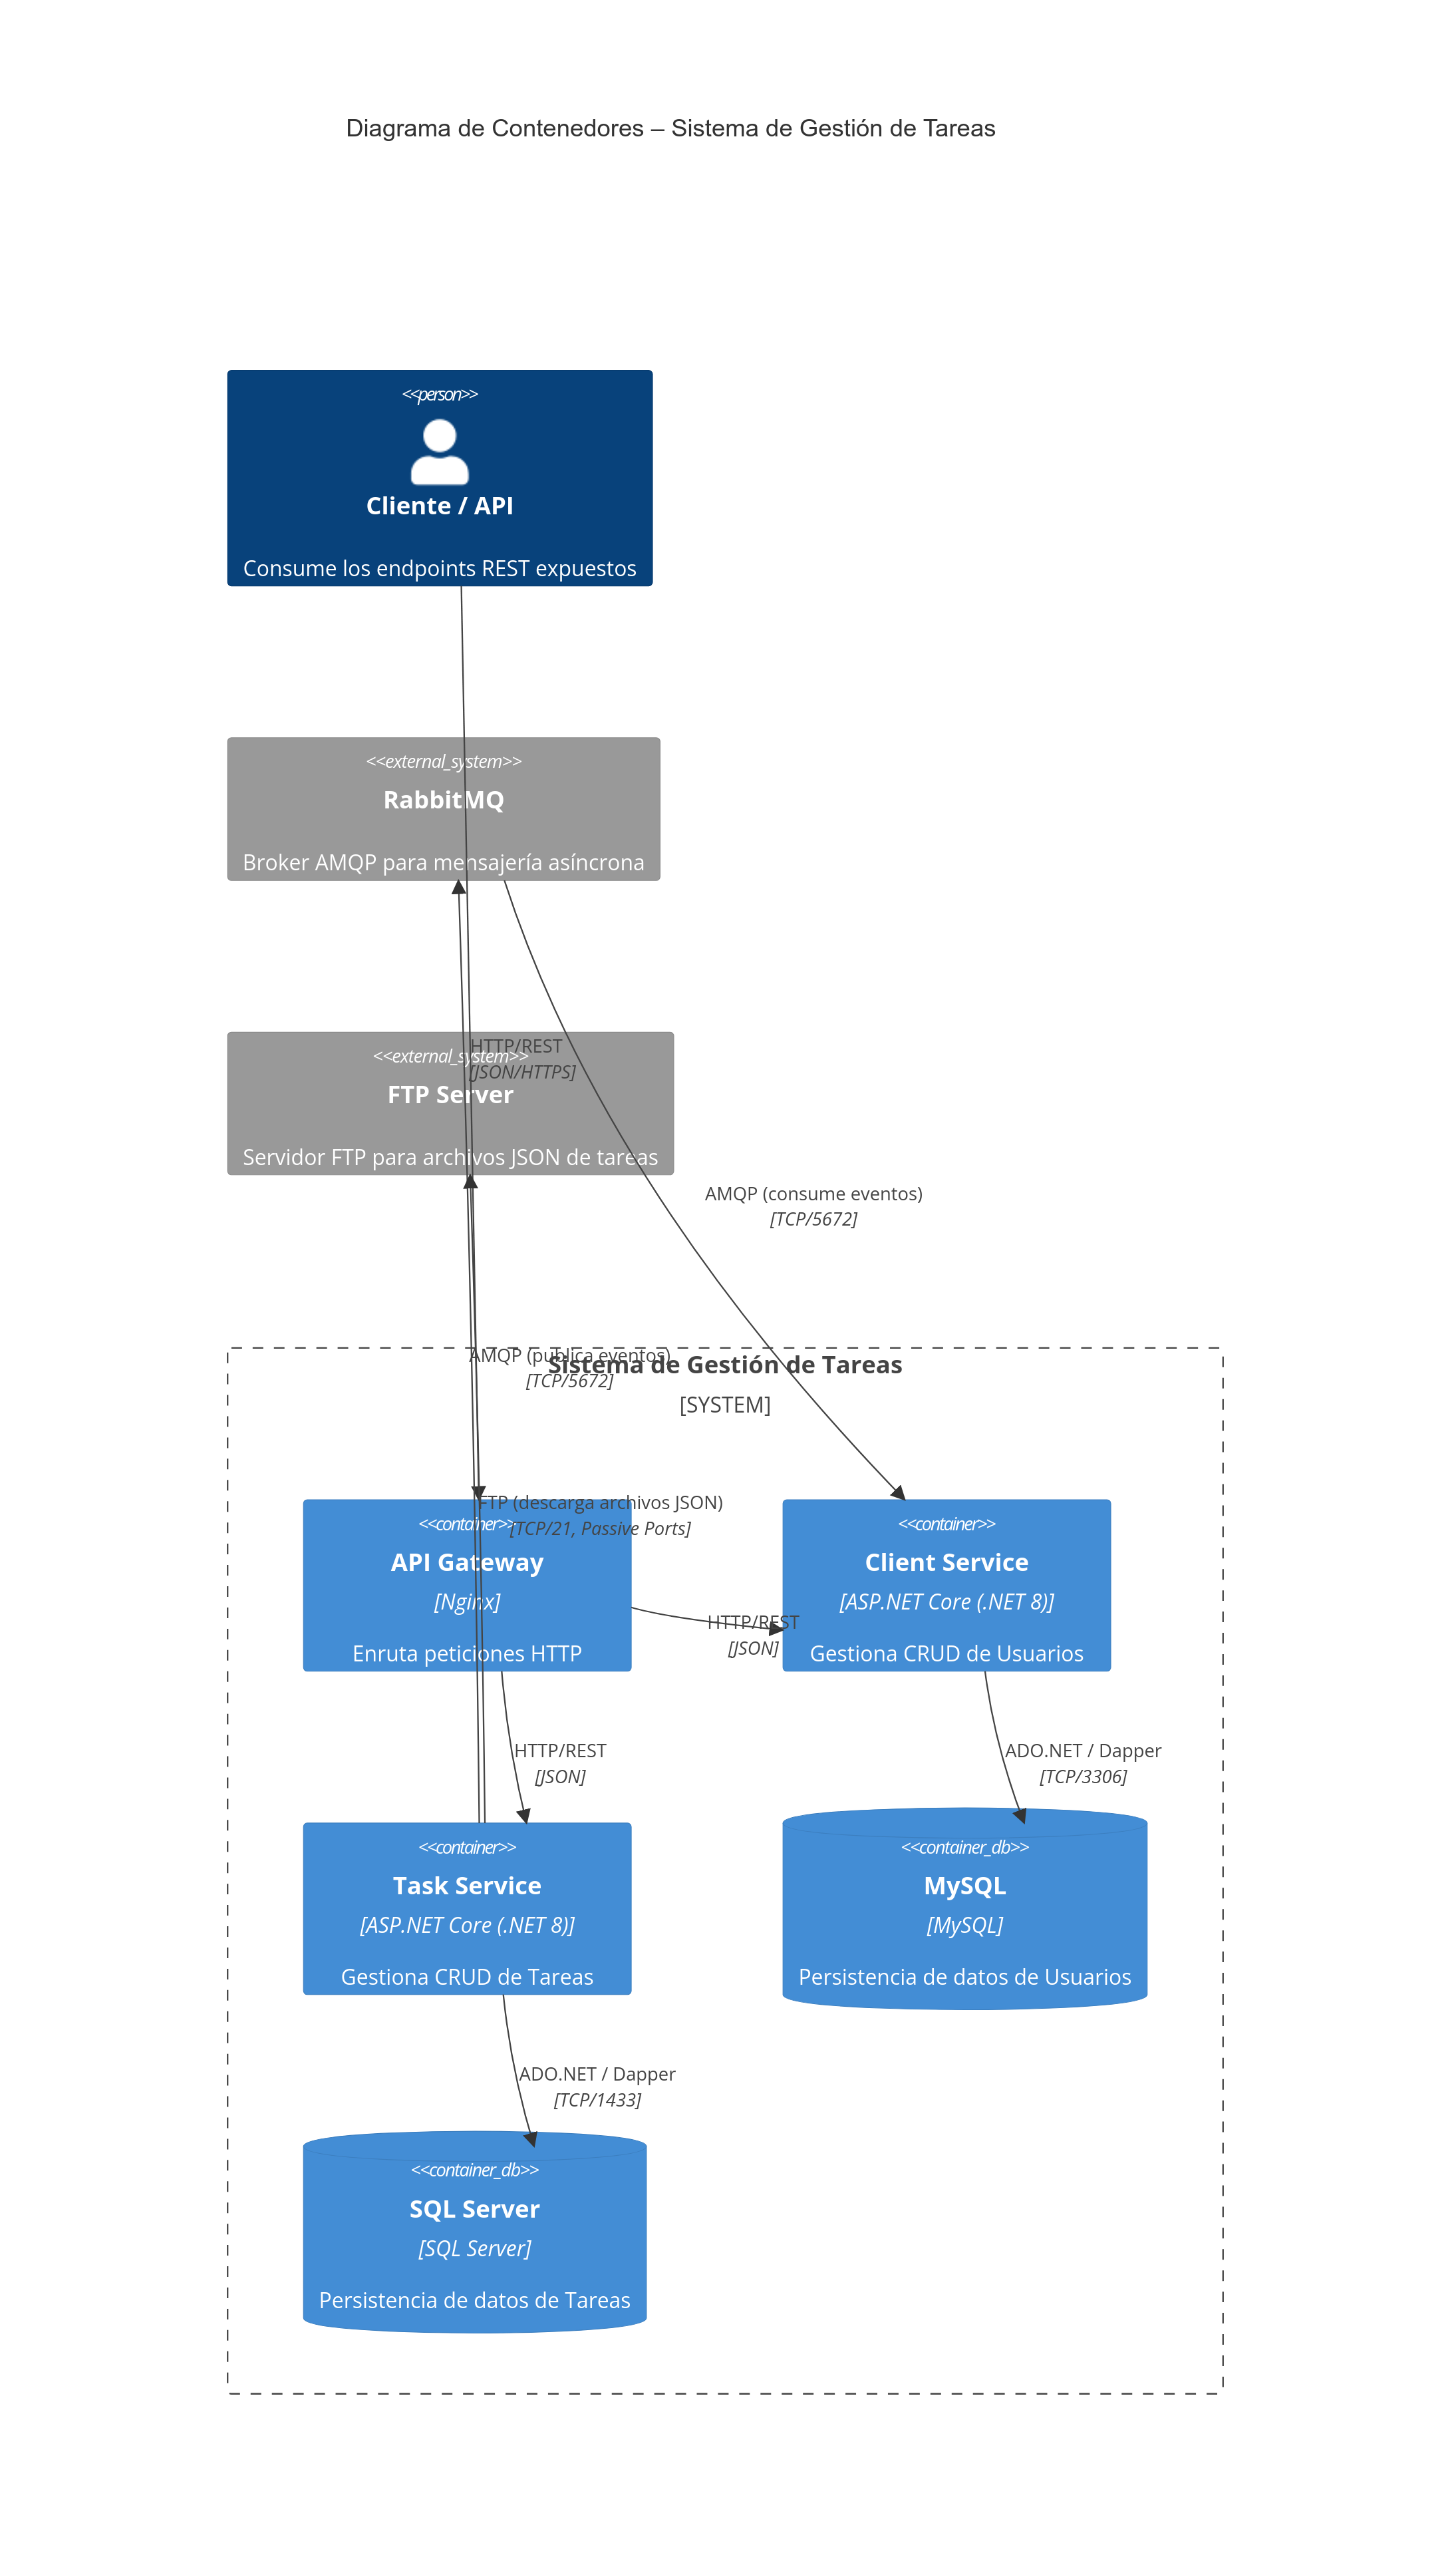 Diagrama de Contenedores – Sistema de Gestión de Tareas
<<person>>
Cliente / API
Consume los endpoints REST expuestos
<<external_system>>
RabbitMQ
Broker AMQP para mensajería asíncrona
<<external_system>>
FTP Server
Servidor FTP para archivos JSON de tareas
HTTP/REST
[JSON/HTTPS]
AMQP (consume eventos)
[TCP/5672]
AMQP (publica eventos)
[TCP/5672]
Sistema de Gestión de Tareas
[SYSTEM]
FTP (descarga archivos JSON)
[TCP/21, Passive Ports]
<<container>>
API Gateway
[Nginx]
Enruta peticiones HTTP
HTTP/REST
[JSON]
<<container>>
Client Service
[ASP.NET Core (.NET 8)]
Gestiona CRUD de Usuarios
HTTP/REST
[JSON]
ADO.NET / Dapper
[TCP/3306]
<<container>>
Task Service
[ASP.NET Core (.NET 8)]
Gestiona CRUD de Tareas
<<container_db>>
MySQL
[MySQL]
Persistencia de datos de Usuarios
ADO.NET / Dapper
[TCP/1433]
<<container_db>>
SQL Server
[SQL Server]
Persistencia de datos de Tareas